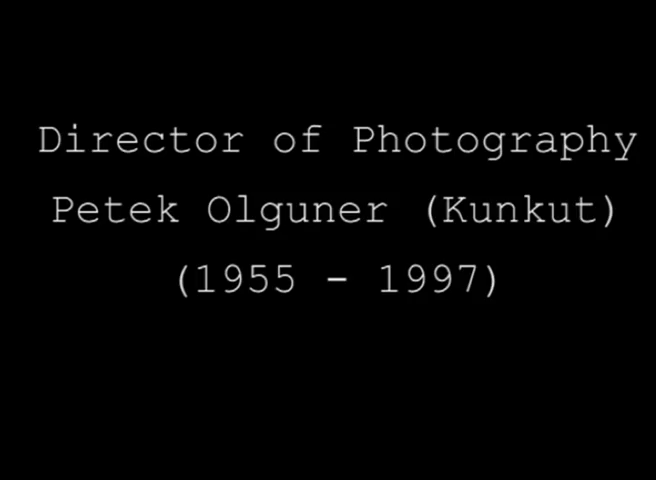 Director of Photography
Petek Olguner (Kunkut)
(1955 - 1997)